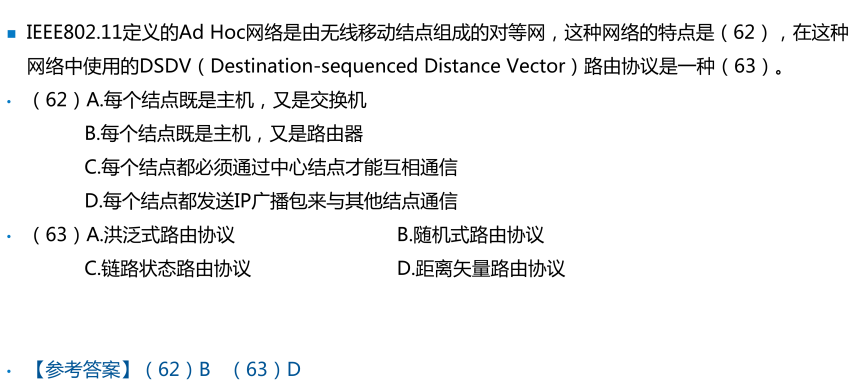 ■ IEEE802.11定义的Ad Hoc网络是由无线移动结点组成的对等网，这种网络的特点是（62），在这种
网络中使用的DSDV（Destination-sequenced Distance Vector）路由协议是一种（63）。
• （62）A.每个结点既是主机，又是交换机
B.每个结点既是主机，又是路由器
C.每个结点都必须通过中心结点才能互相通信
D.每个结点都发送IP广播包来与其他结点通信
• （63）A.洪泛式路由协议 B.随机式路由协议
C.链路状态路由协议 D.距离矢量路由协议
• 【参考答案】（62）B （63）D